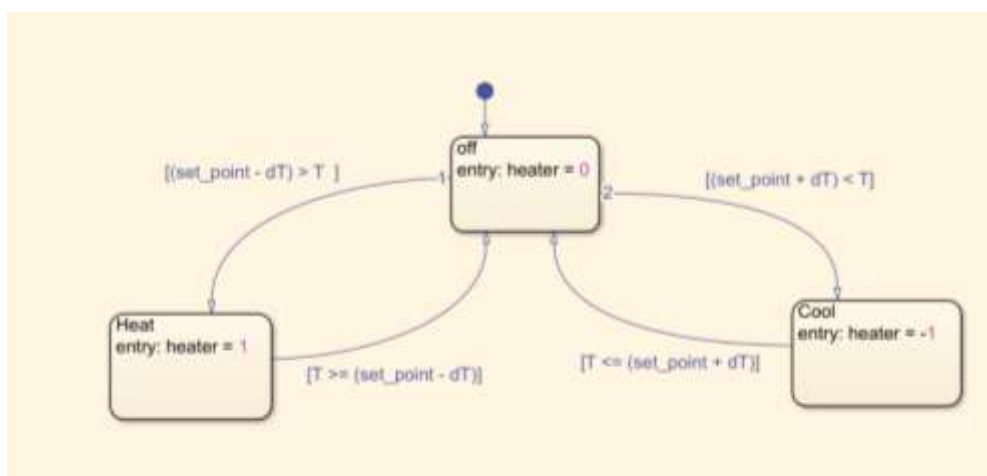 off
entry: heater = 0
[(set_point - dT) > T ]
1
[(set_point + dT) < T]
2
Heat
entry: heater = 1
Cool
entry: heater = -1
[T >= (set_point - dT)]
[T <= (set_point + dT)]